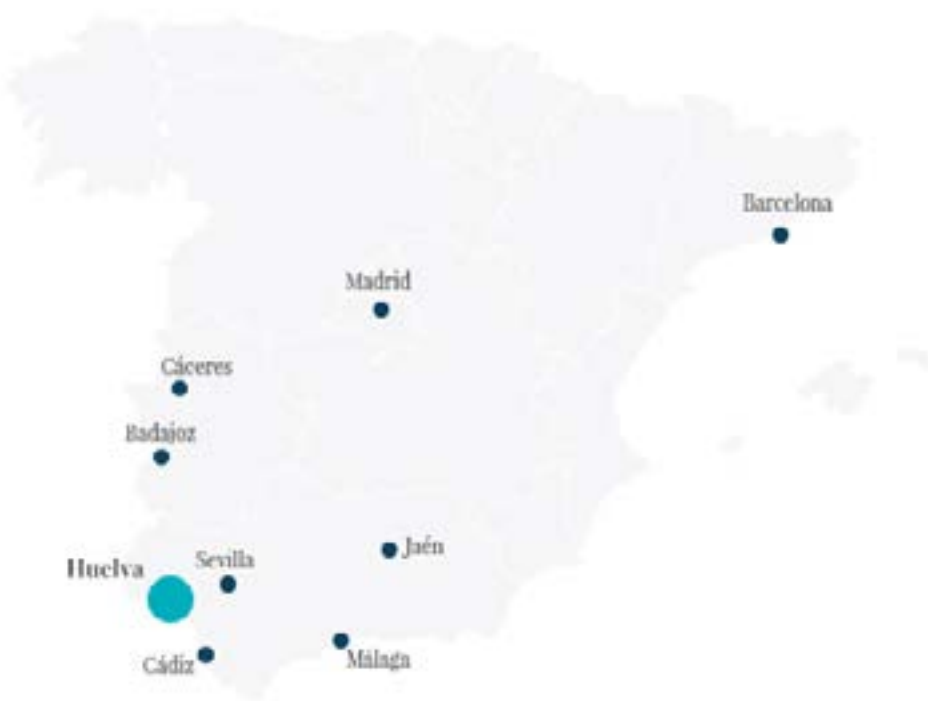 Barcelona
Madrid
Cáceres
Badajoz
Jaén
Sevilla
Huelva
Málaga
Cádiz